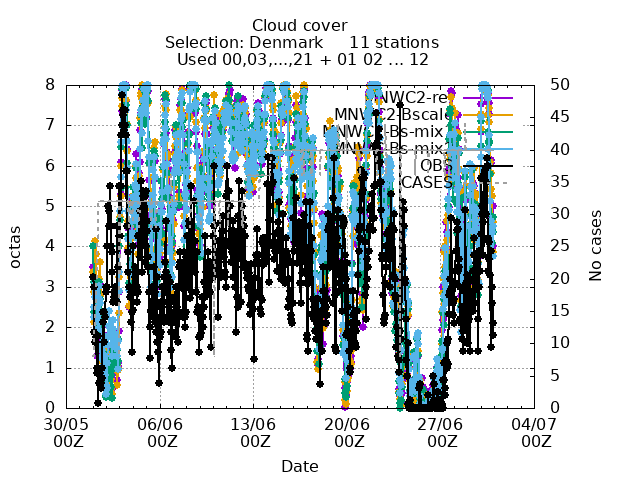 Cloud cover
Selection: Denmark 11 stations
Used 00,03,...,21 + 01 02 ... 12
8
7
6
5
4
3
2
1
0
octas
50
45
40
35
30
25
20
15
10
5
0
No cases
OBS
CASES
30/05 06/06 13/06 20/06 27/06 04/07
00Z 00Z 00Z 00Z 00Z 00Z
Date